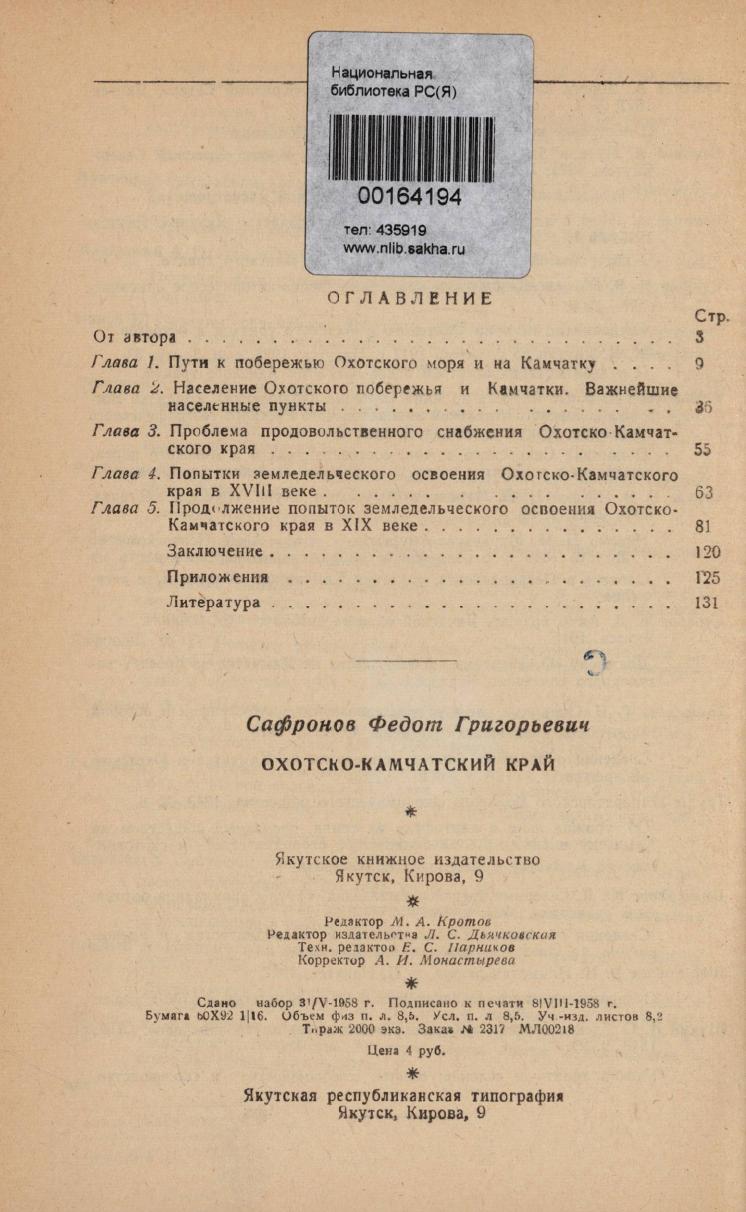 Национальная
библиотека РС(Я)
00164194
тел: 435919
www.nlib.sakha.ru
ОГЛАВЛЕНИЕ
Стр.
От автора . . . . . . . . . . . . . . . . . . . . . . . . . . 3
Глава 1. Пути к побережью Охотского моря и на Камчатку . . . . 9
Глава 2. Население Охотского побережья и Камчатки. Важнейшие
населенные пункты . . . . . . . . . . . . . . . . . 36
Глава 3. Проблема продовольственного снабжения Охотско-Камчат-
ского края . . . . . . . . . . . . . . . . . . . . . 55
Глава 4. Попытки земледельческого освоения Охотско-Камчатского
края в XVIII веке . . . . . . . . . . . . . . . . . . 63
Глава 5. Продолжение попыток земледельческого освоения Охотско-
Камчатского края в XIX веке . . . . . . . . . . . . . . 81
Заключение . . . . . . . . . . . . . . . . . . . . . . 120
Приложения . . . . . . . . . . . . . . . . . . . . . 125
Литература . . . . . . . . . . . . . . . . . . . . . . 131
Сафронов Федот Григорьевич
ОХОТСКО-КАМЧАТСКИЙ КРАЙ
Якутское книжное издательство
Якутск, Кирова, 9
Редактор М. А. Кротов
Редактор издательства Л. С. Дьячковская
Техн. редактор Е. С. Парников
Корректор А. И. Монастырева
Сдано набор 31/V-1958 г. Подписано к печати 8|VIII-1958 г.
Бумага 60X92 1|16. Объем физ п. л. 8,5. Усл. п. л 8,5. Уч.-изд. листов 8,2
Тираж 2000 экз. Заказ № 2317 МЛ00218
Цена 4 руб.
Якутская республиканская типография
Якутск, Кирова, 9